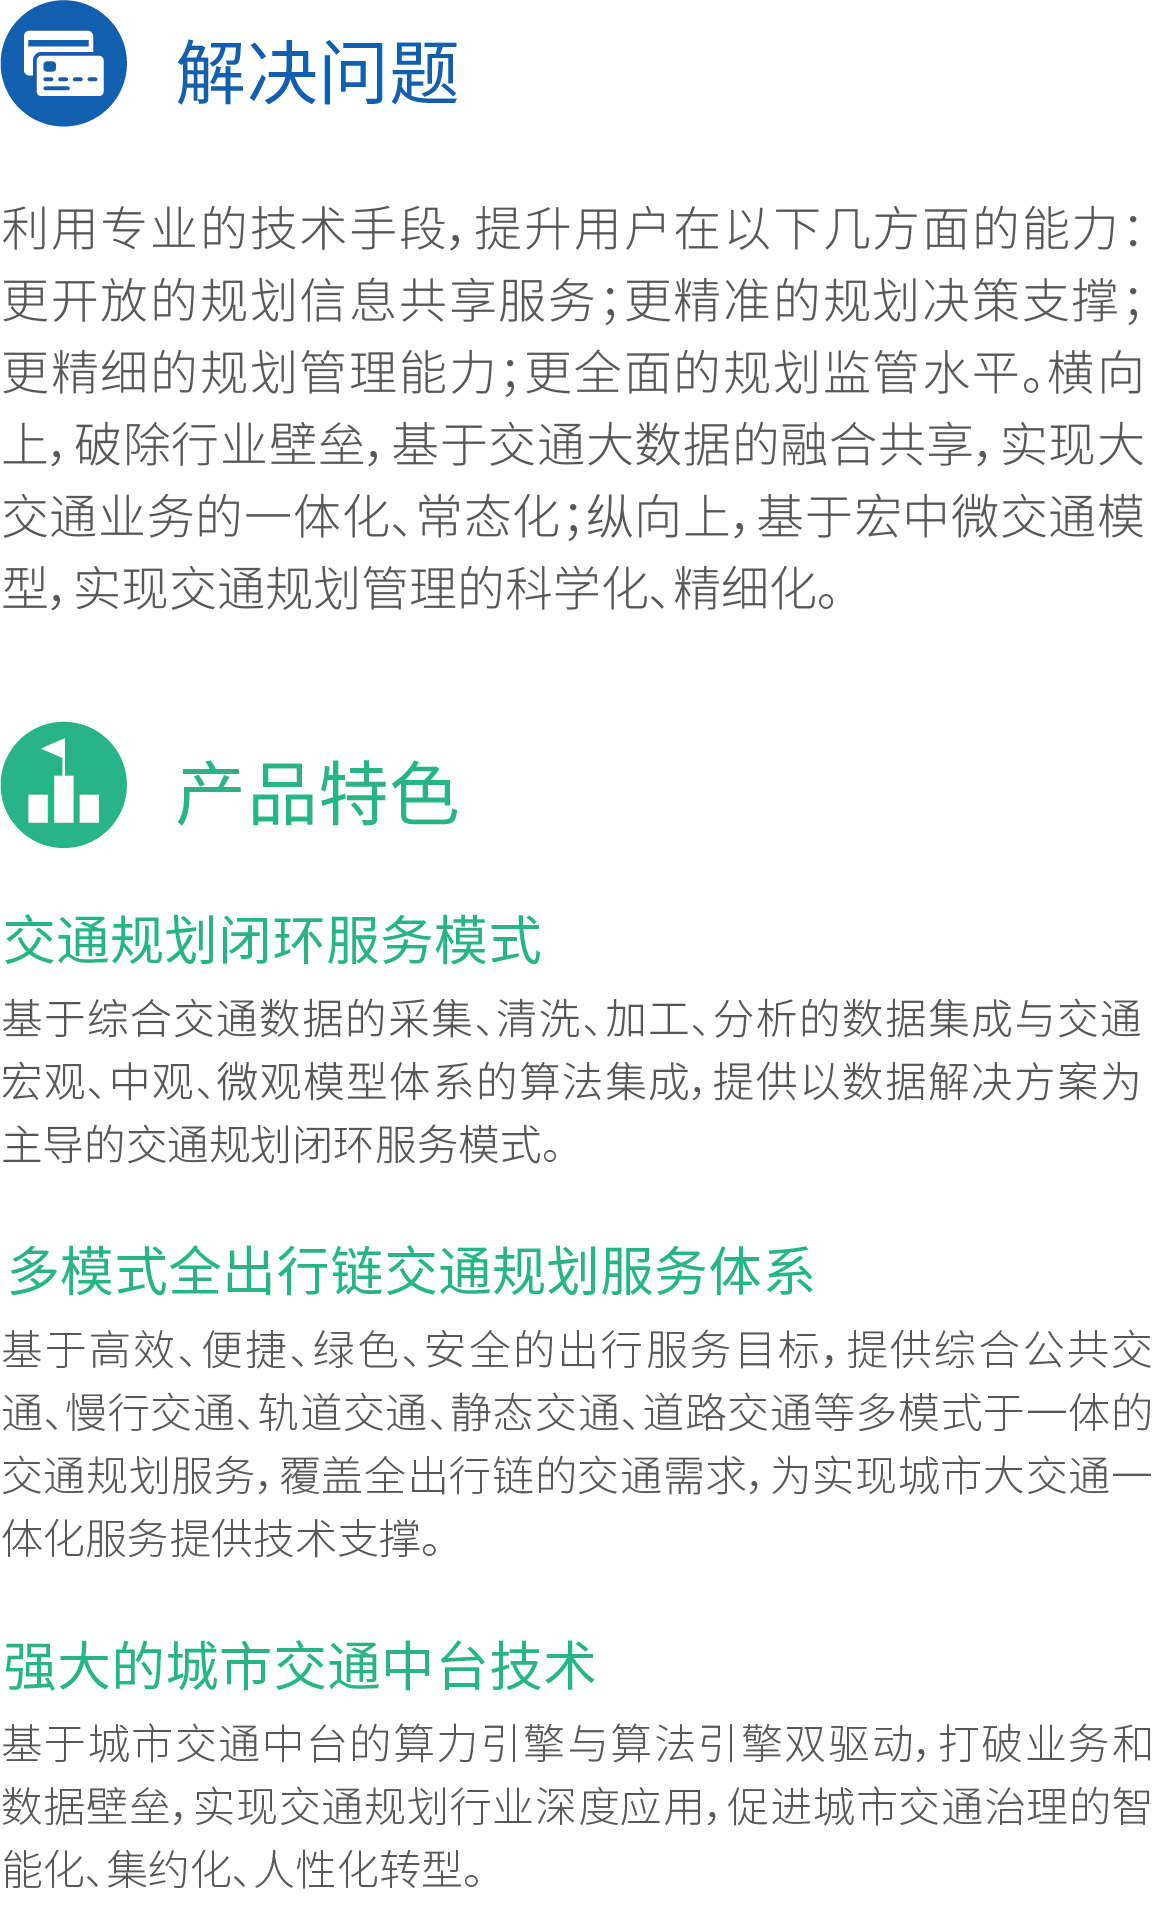 解决问题
利用专业的技术手段，提升用户在以下几方面的能力：
更开放的规划信息共享服务；更精准的规划决策支撑；
更精细的规划管理能力；更全面的规划监管水平。横向
上，破除行业壁垒，基于交通大数据的融合共享，实现大
交通业务的一体化、常态化；纵向上，基于宏中微交通模
型，实现交通规划管理的科学化、精细化。
产品特色
交通规划闭环服务模式
基于综合交通数据的采集、清洗、加工、分析的数据集成与交通
宏观、中观、微观模型体系的算法集成，提供以数据解决方案为
主导的交通规划闭环服务模式。
多模式全出行链交通规划服务体系
基于高效、便捷、绿色、安全的出行服务目标，提供综合公共交
通、慢行交通、轨道交通、静态交通、道路交通等多模式于一体的
交通规划服务，覆盖全出行链的交通需求，为实现城市大交通一
体化服务提供技术支撑。
强大的城市交通中台技术
基于城市交通中台的算力引擎与算法引擎双驱动，打破业务和
数据壁垒，实现交通规划行业深度应用，促进城市交通治理的智
能化、集约化、人性化转型。